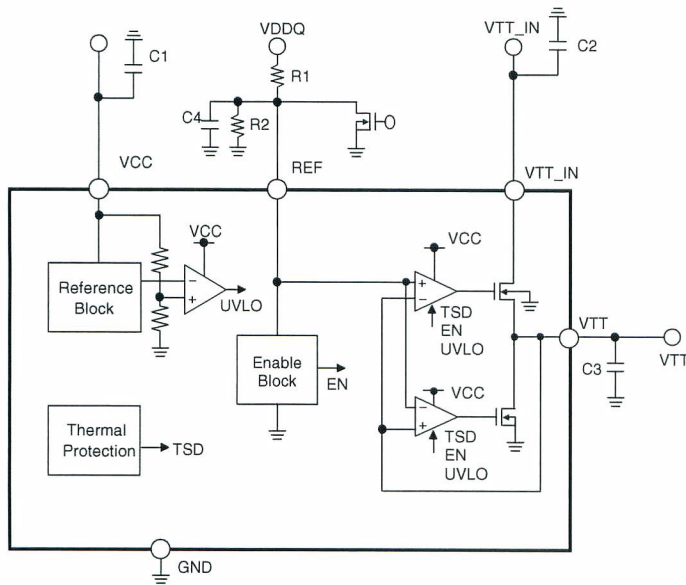 VDDQ
VTT_IN
C1
C2
R1
C4
R2
VCC
REF
VTT_IN
VCC
VCC
Reference
Block
−
+
UVLO
+
−
TSD
EN
UVLO
VTT
Enable
Block
EN
C3
VTT
VCC
−
+
TSD
EN
UVLO
Thermal
Protection
TSD
GND